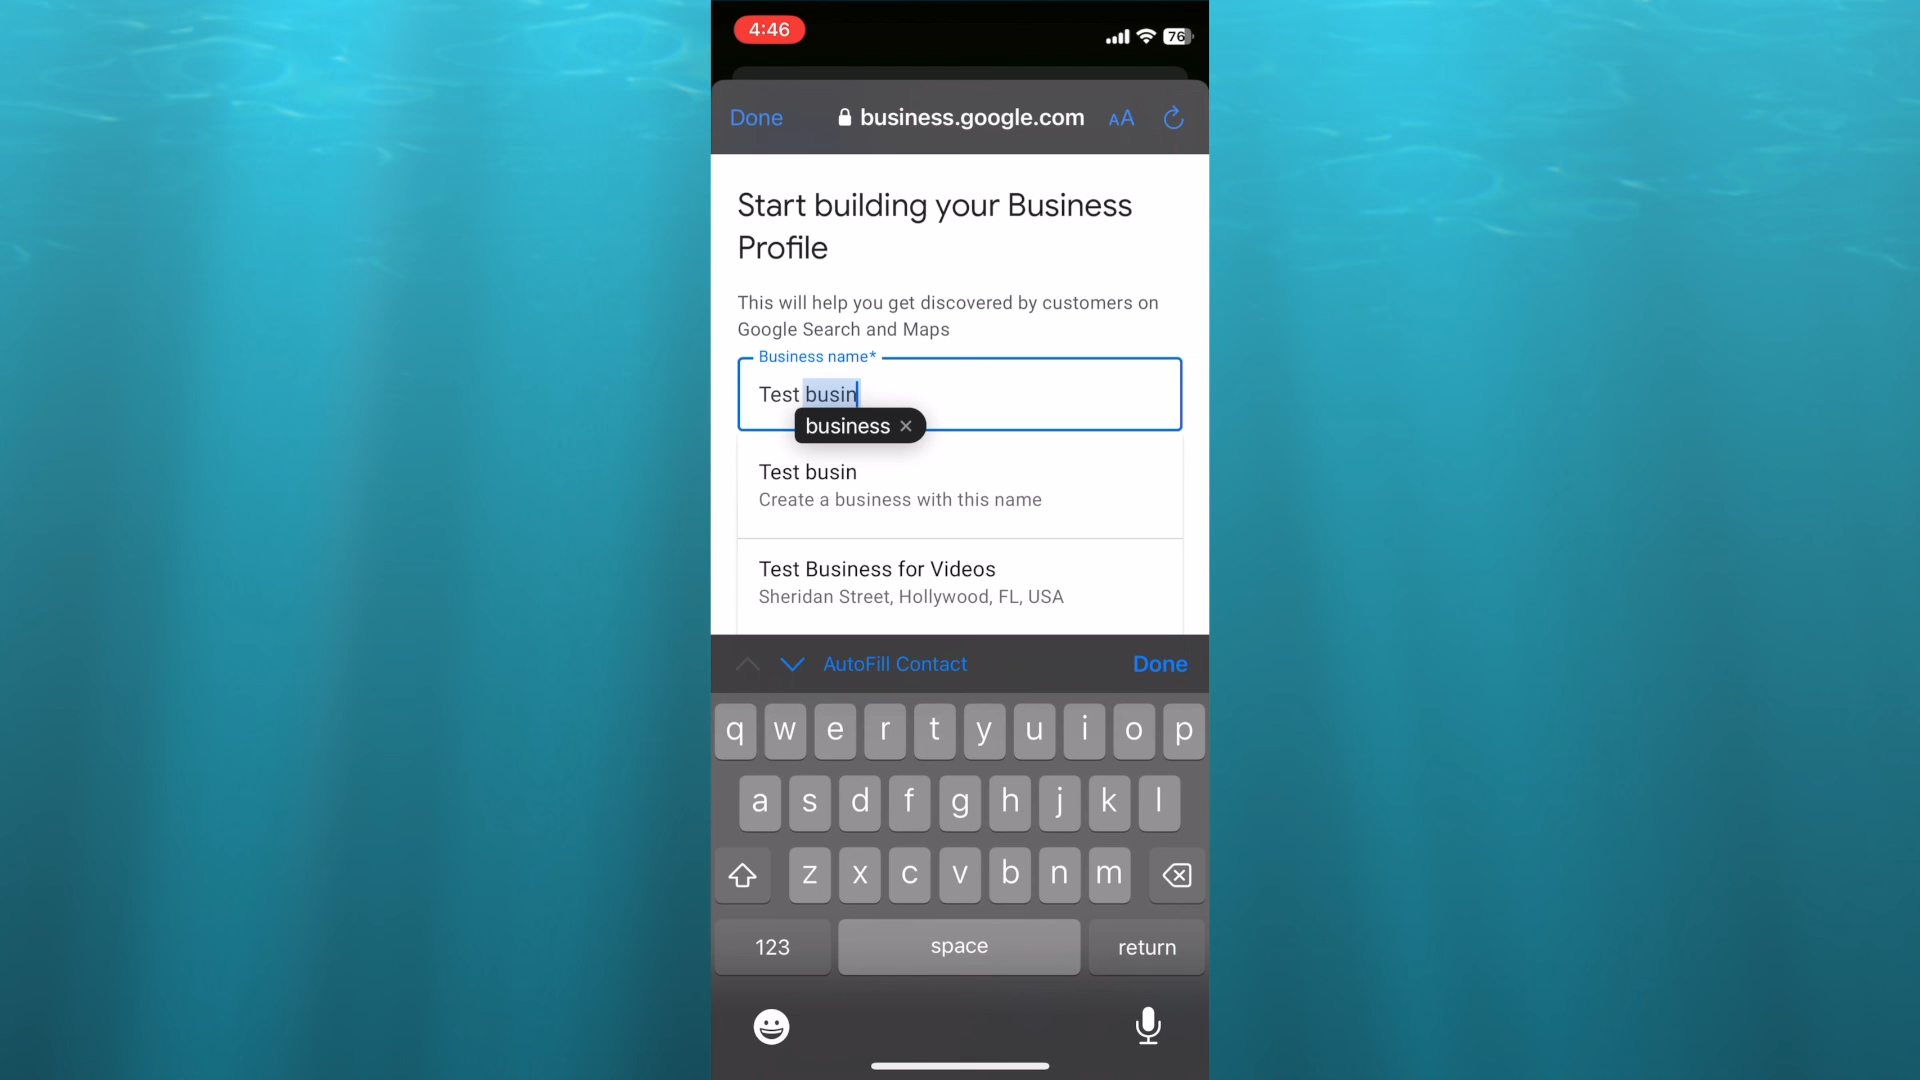 4:46
76
Done
business.google.com
AA
Start building your Business
Profile
This will help you get discovered by customers on
Google Search and Maps
Business name*
Test busin
business ×
Test busin
Create a business with this name
Test Business for Videos
Sheridan Street, Hollywood, FL, USA
AutoFill Contact
Done
q w e r t y u i o p
a s d f g h j k l
z x c v b n m
123 space return